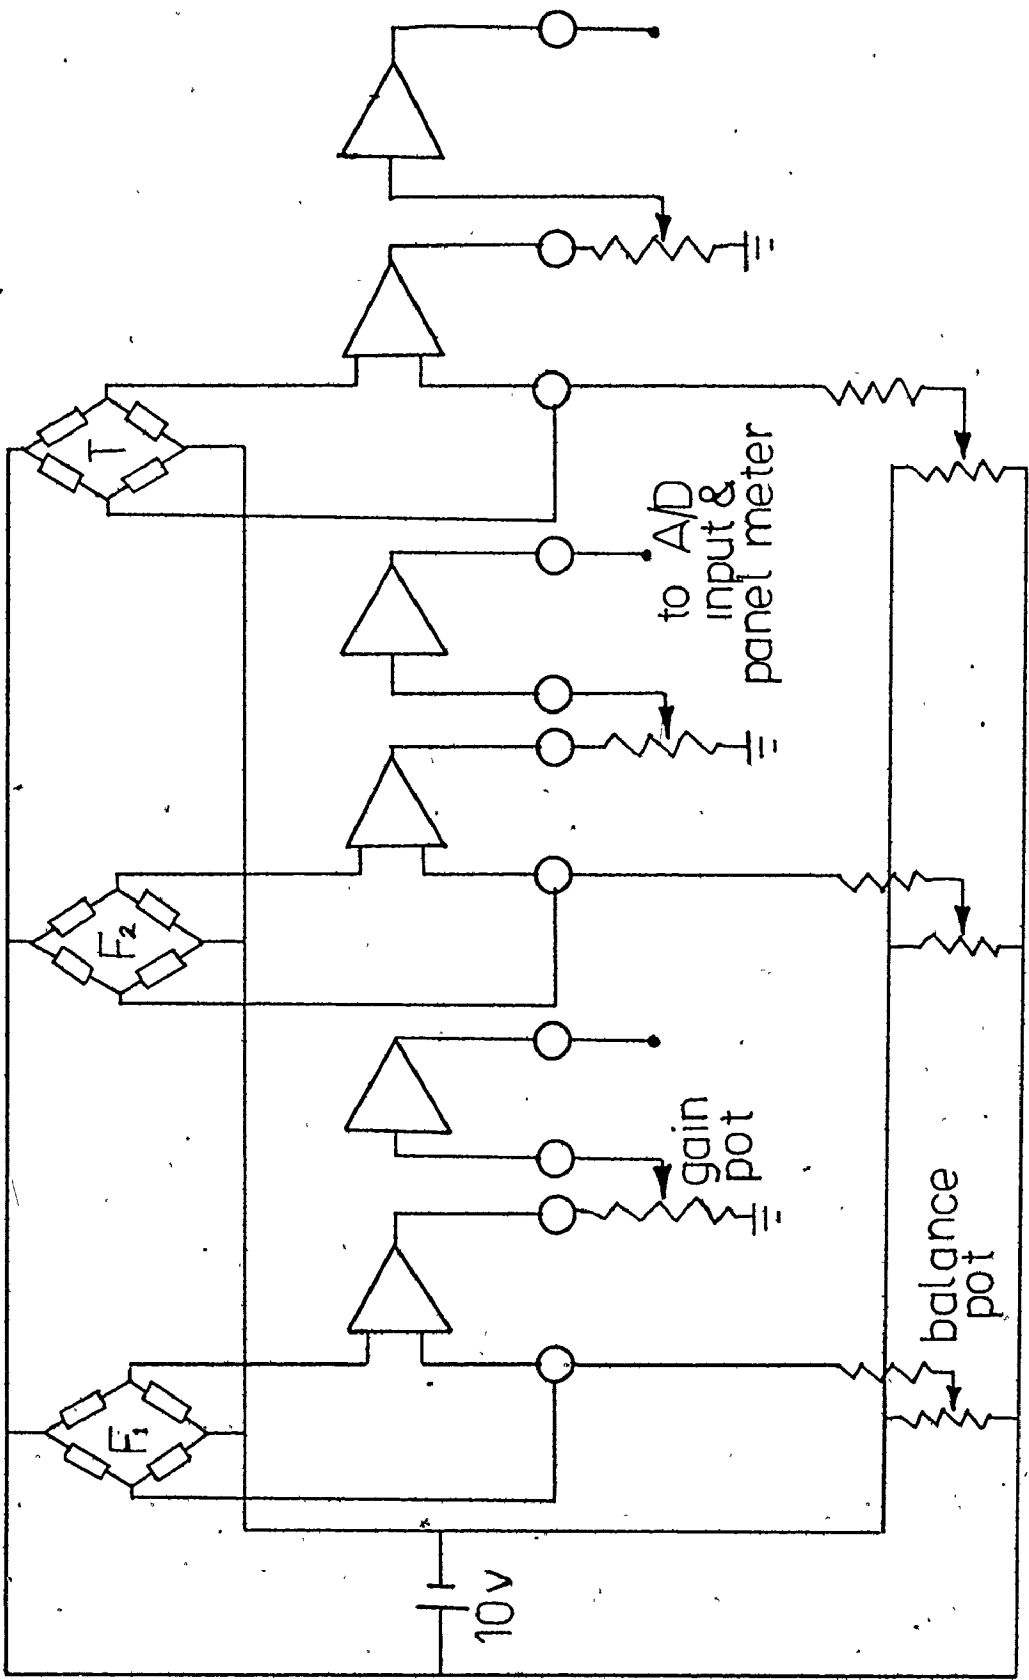 T
F₂
F₁
to A/D
input &
panel meter
gain
pot
balance
pot
10v